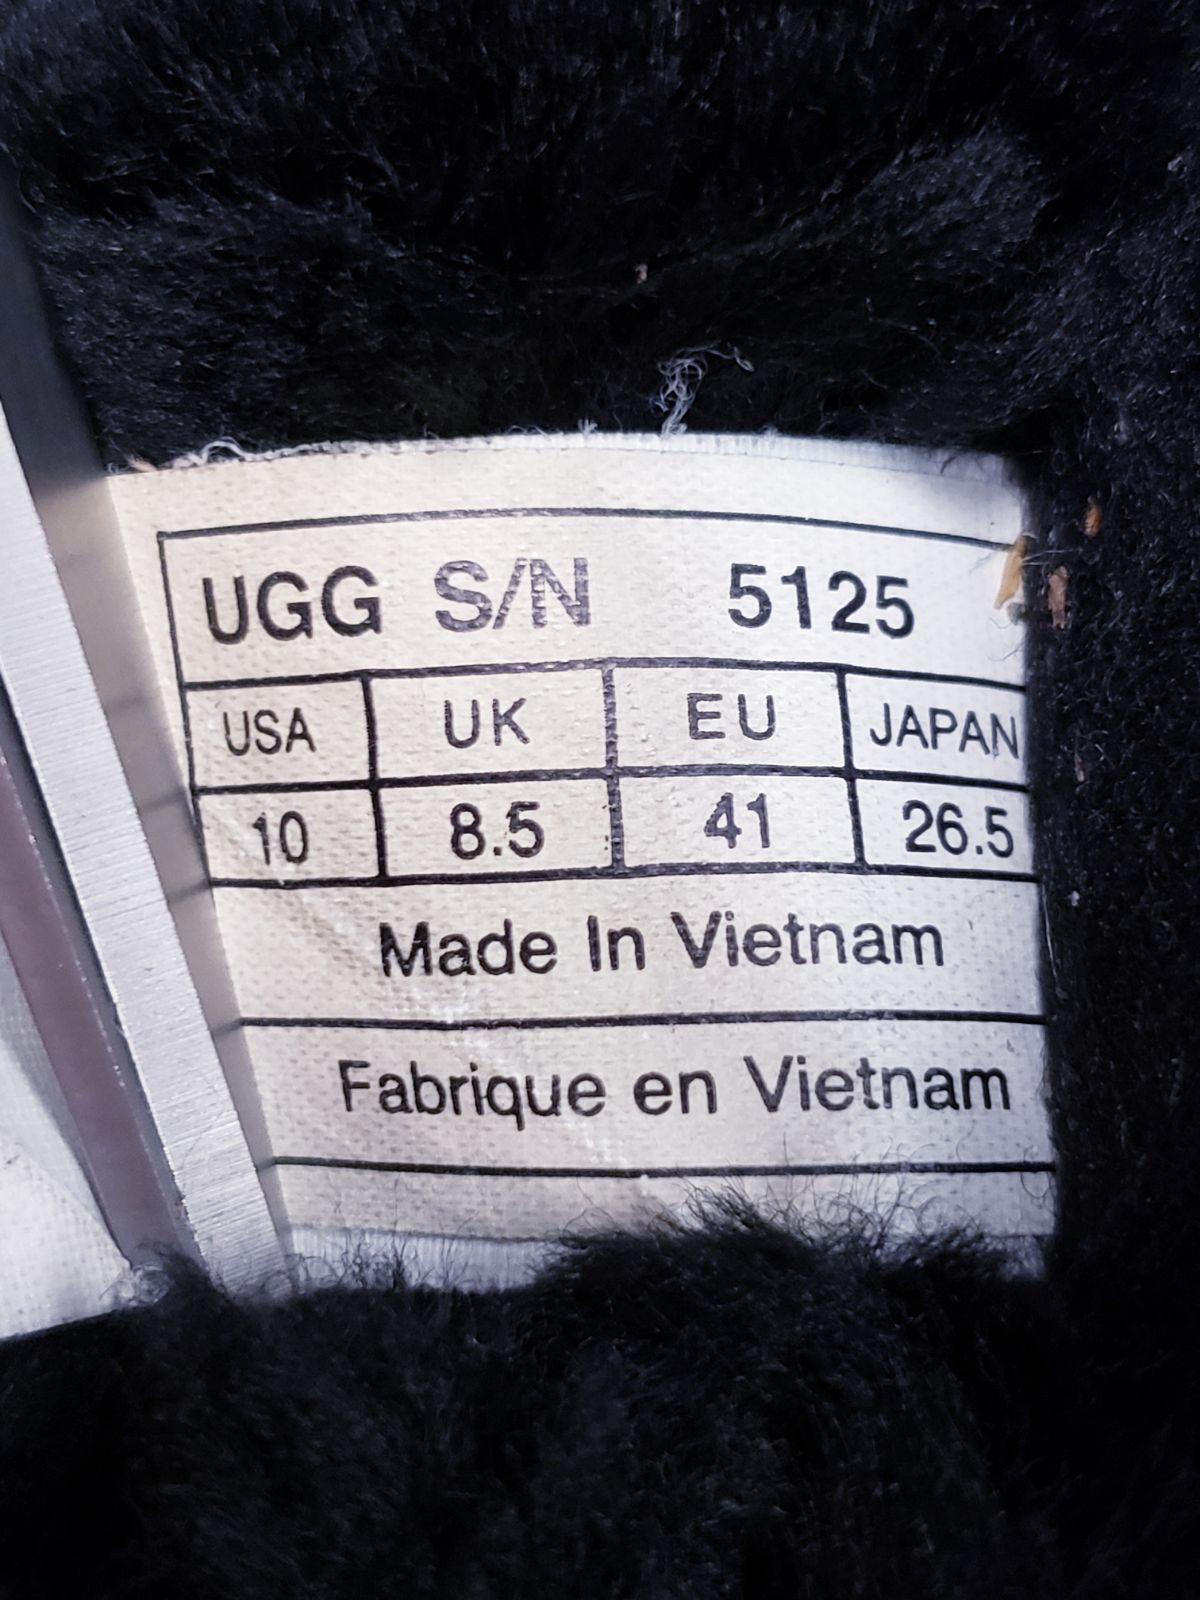 UGG S/N 5125
USA UK EU JAPAN
10 8.5 41 26.5
Made In Vietnam
Fabrique en Vietnam